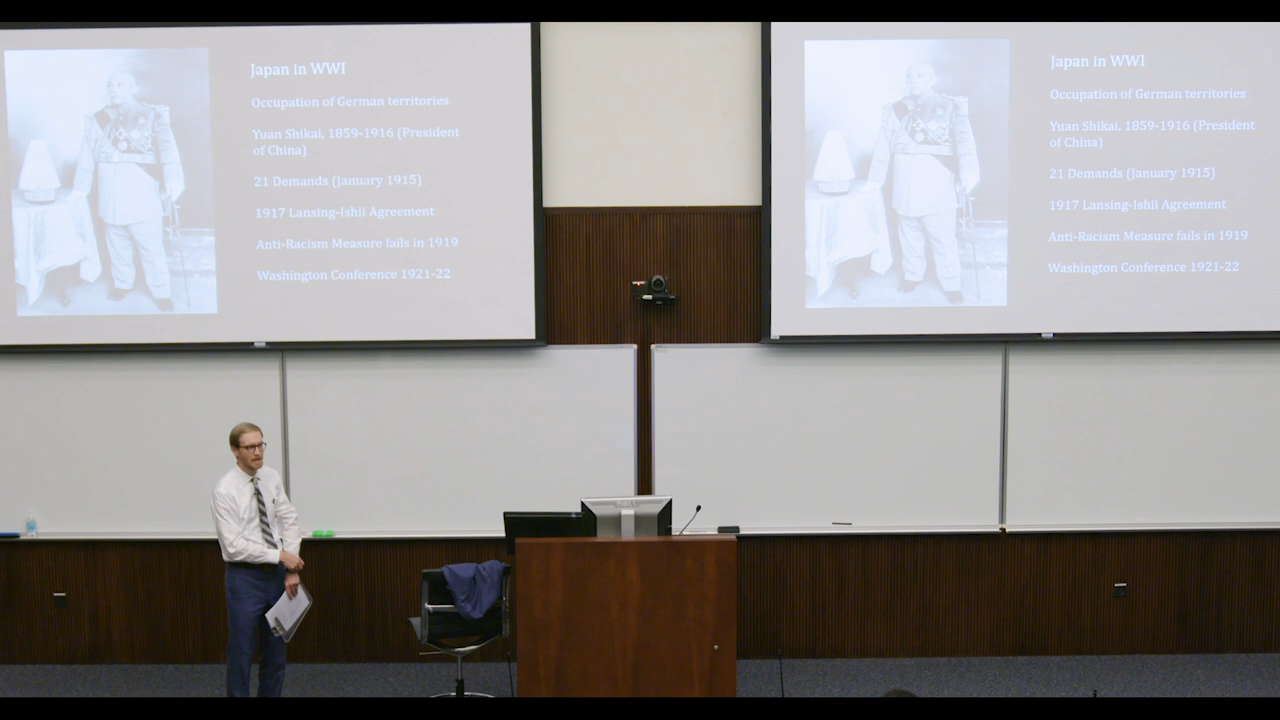 Japan in WWI
Occupation of German territories
Yuan Shikai, 1859-1916 (President
of China)
21 Demands (January 1915)
1917 Lansing-Ishii Agreement
Anti-Racism Measure fails in 1919
Washington Conference 1921-22
Japan in WWI
Occupation of German territories
Yuan Shikai, 1859-1916 (President
of China)
21 Demands (January 1915)
1917 Lansing-Ishii Agreement
Anti-Racism Measure fails in 1919
Washington Conference 1921-22